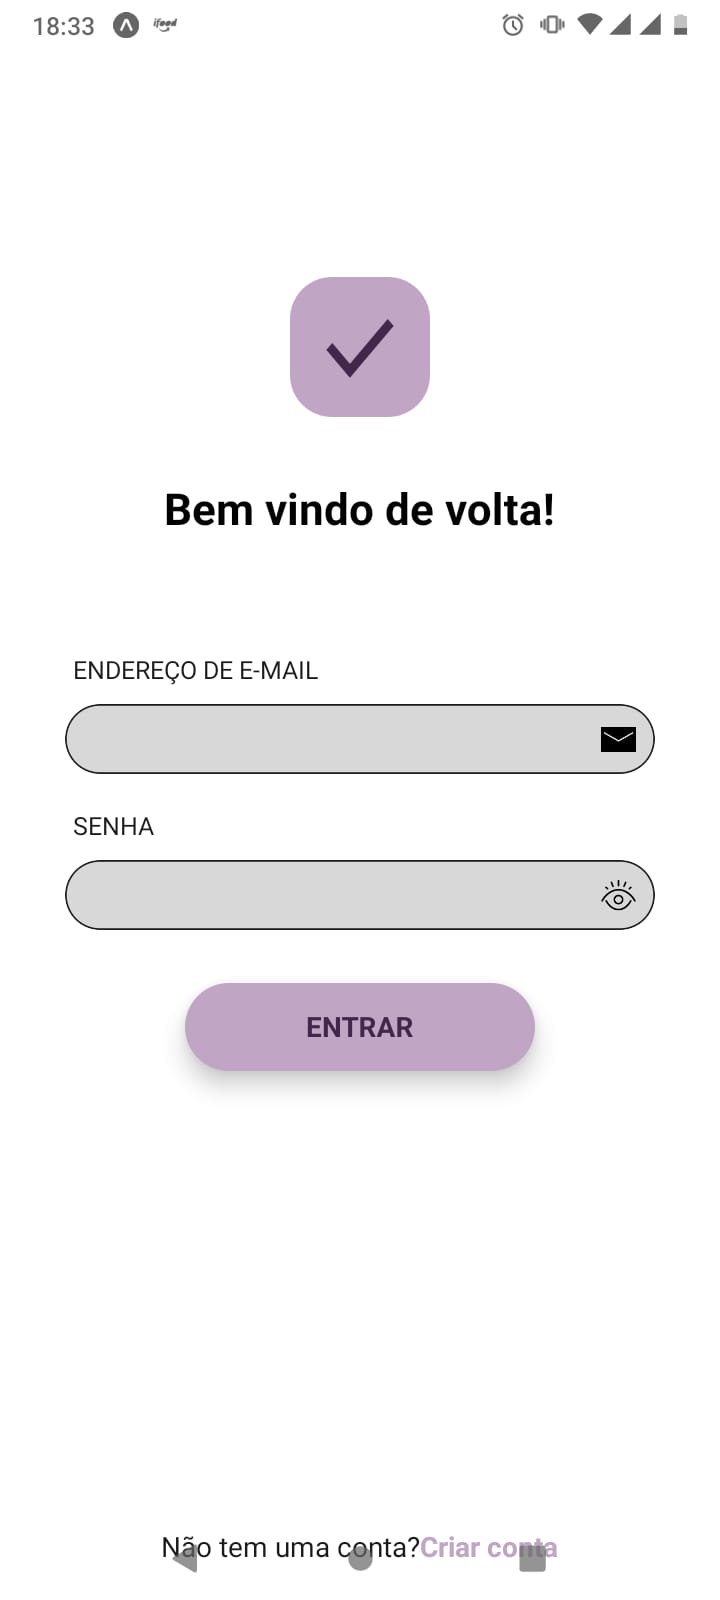 18:33 ifood
Bem vindo de volta!
ENDEREÇO DE E-MAIL
SENHA
ENTRAR
Não tem uma conta?Criar conta